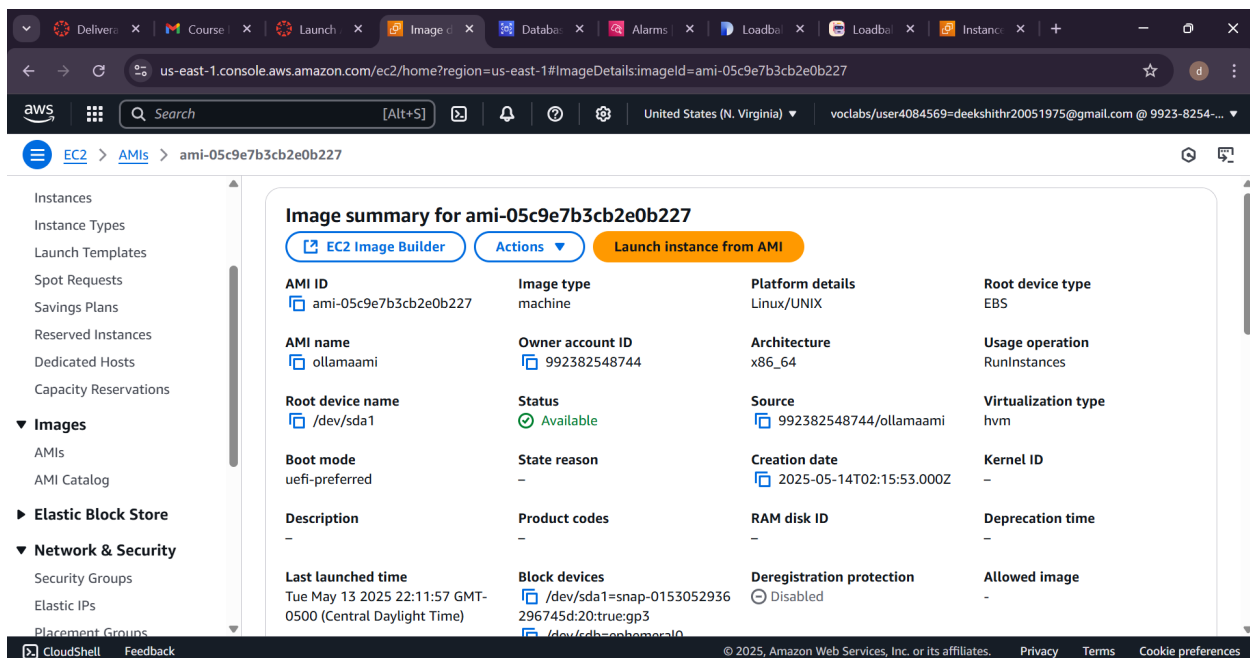 Delivera
Course
Launch
Image d
Databas
Alarms
Loadbal
Loadbal
Instance
us-east-1.console.aws.amazon.com/ec2/home?region=us-east-1#ImageDetails:imageId=ami-05c9e7b3cb2e0b227
d
aws
Search
[Alt+S]
United States (N. Virginia)
voclabs/user4084569=deekshithr20051975@gmail.com @ 9923-8254-...
EC2 > AMIs > ami-05c9e7b3cb2e0b227
Instances
Instance Types
Launch Templates
Spot Requests
Savings Plans
Reserved Instances
Dedicated Hosts
Capacity Reservations
Images
AMIs
AMI Catalog
Elastic Block Store
Network & Security
Security Groups
Elastic IPs
Placement Groups
Image summary for ami-05c9e7b3cb2e0b227
EC2 Image Builder
Actions
Launch instance from AMI
AMI ID
ami-05c9e7b3cb2e0b227
Image type
machine
Platform details
Linux/UNIX
Root device type
EBS
AMI name
ollamaami
Owner account ID
992382548744
Architecture
x86_64
Usage operation
RunInstances
Root device name
/dev/sda1
Status
Available
Source
992382548744/ollamaami
Virtualization type
hvm
Boot mode
uefi-preferred
State reason
–
Creation date
2025-05-14T02:15:53.000Z
Kernel ID
–
Description
–
Product codes
–
RAM disk ID
–
Deprecation time
–
Last launched time
Tue May 13 2025 22:11:57 GMT-
0500 (Central Daylight Time)
Block devices
/dev/sda1=snap-0153052936
296745d:20:true:gp3
/dev/sdb=ephemeral0
Deregistration protection
Disabled
Allowed image
-
CloudShell
Feedback
© 2025, Amazon Web Services, Inc. or its affiliates.
Privacy
Terms
Cookie preferences